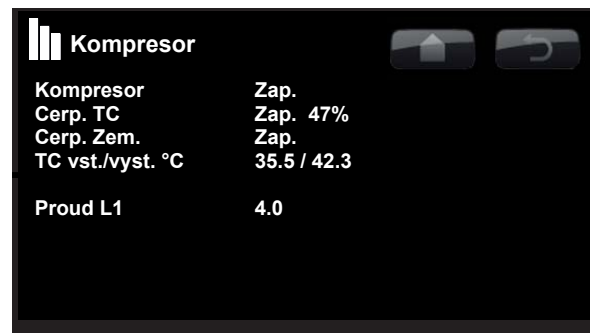 Kompresor
Kompresor Zap.
Cerp. TC Zap. 47%
Cerp. Zem. Zap.
TC vst./vyst. °C 35.5 / 42.3
Proud L1 4.0